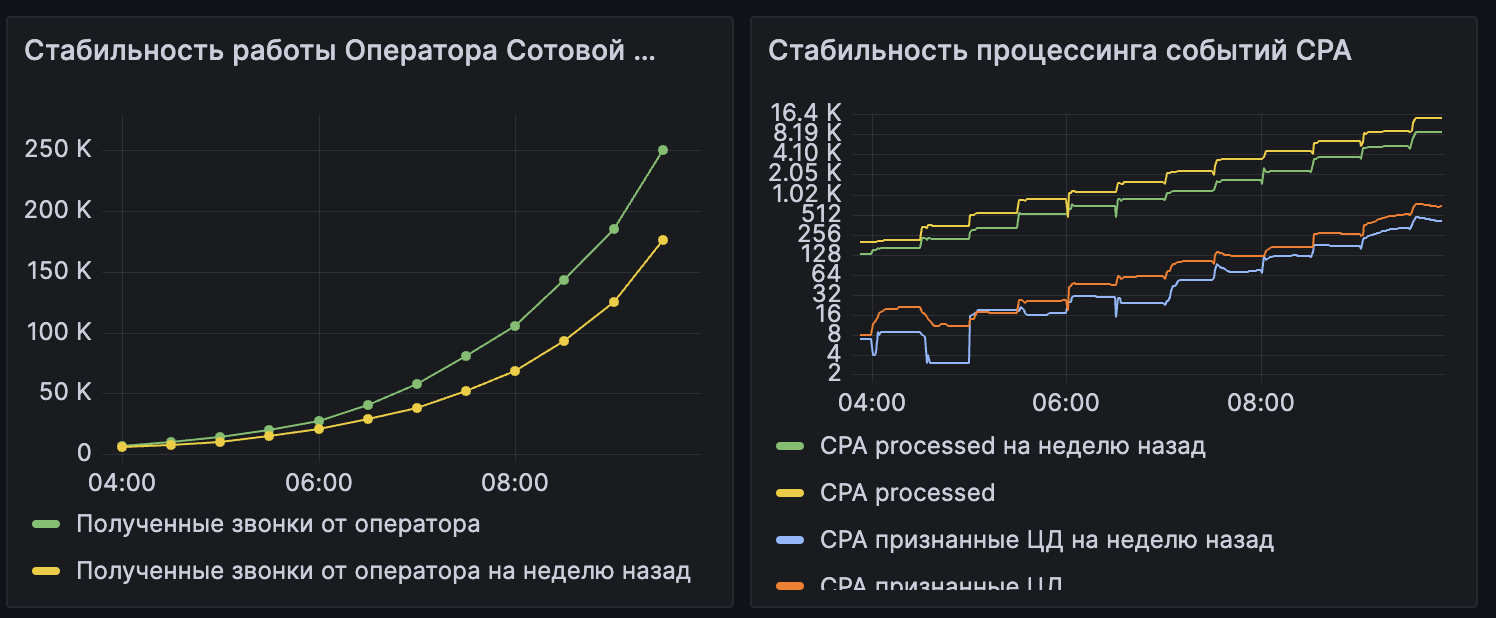 Стабильность работы Оператора Сотовой ...
250 K
200 K
150 K
100 K
50 K
0
04:00 06:00 08:00
Полученные звонки от оператора
Полученные звонки от оператора на неделю назад
Стабильность процессинга событий CPA
16.4 K
8.19 K
4.10 K
2.05 K
1.02 K
512
256
128
64
32
16
8
4
2
04:00 06:00 08:00
CPA processed на неделю назад
CPA processed
CPA признанные ЦД на неделю назад
CPA признанные ЦД